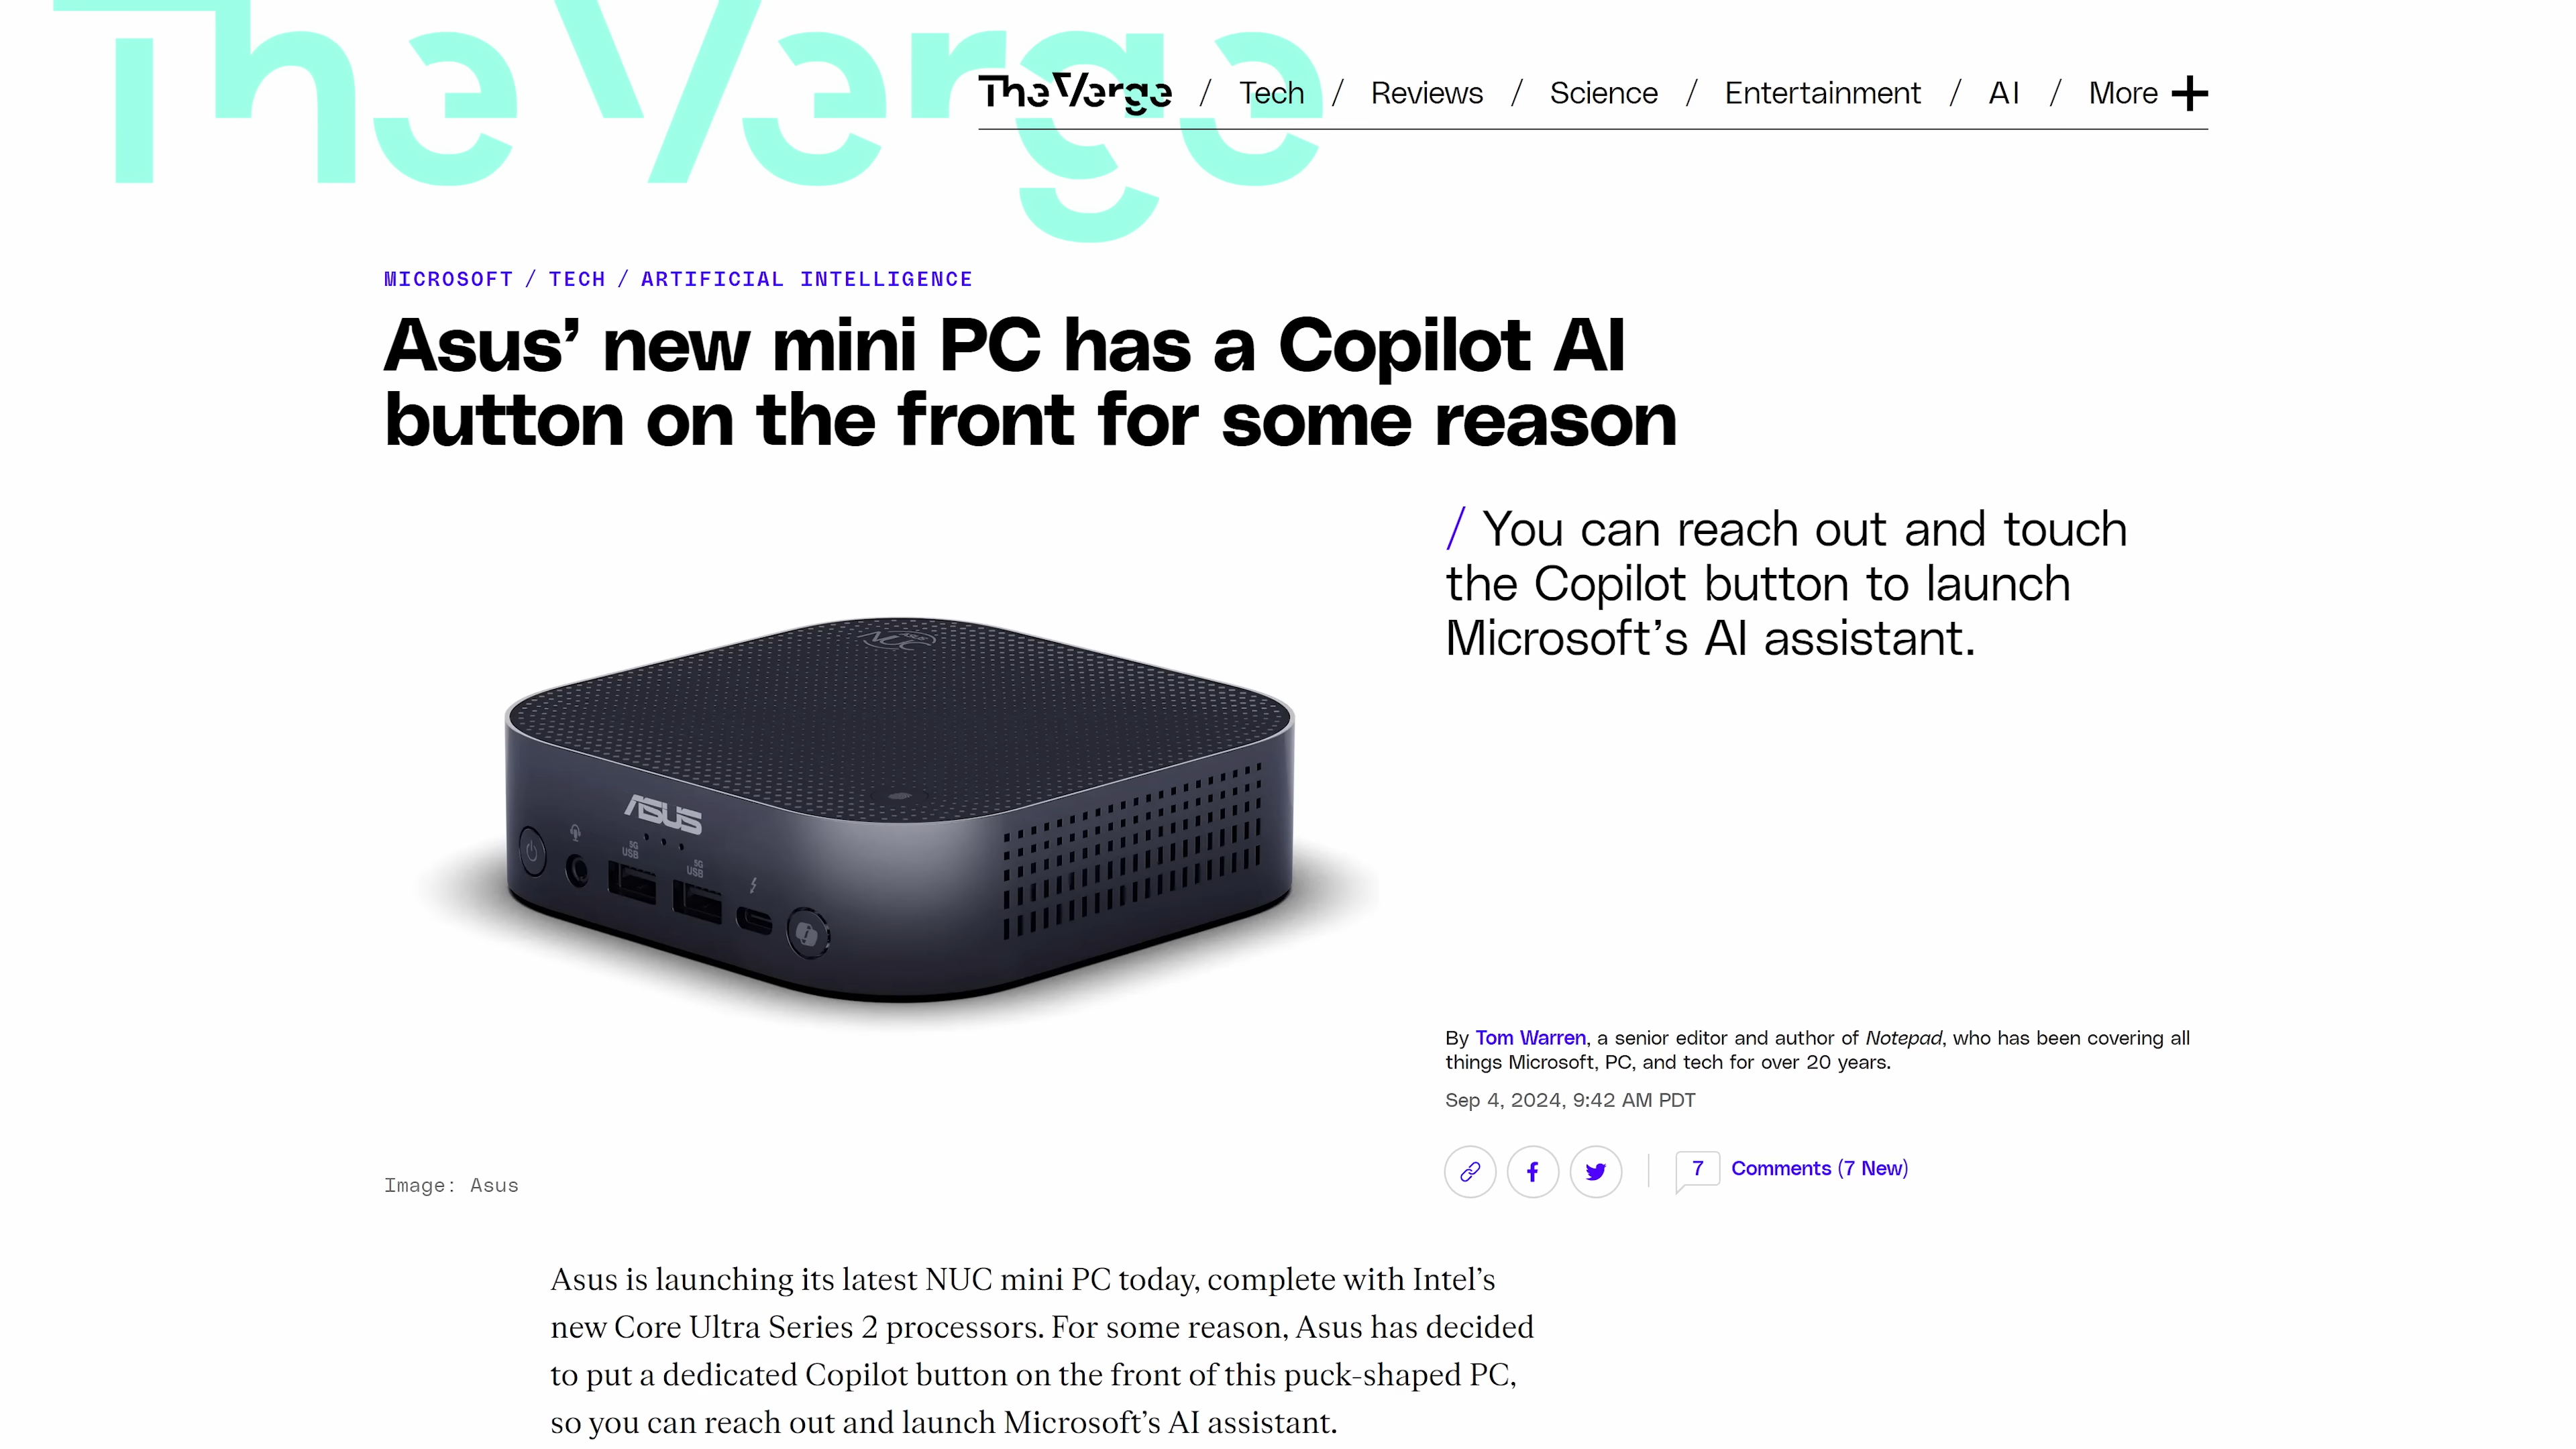 The Verge
The Verge / Tech / Reviews / Science / Entertainment / AI / More
MICROSOFT / TECH / ARTIFICIAL INTELLIGENCE
Asus’ new mini PC has a Copilot AI
button on the front for some reason
/ You can reach out and touch
the Copilot button to launch
Microsoft’s AI assistant.
NUC
ASUS
5G
USB
5G
USB
By Tom Warren, a senior editor and author of Notepad, who has been covering all
things Microsoft, PC, and tech for over 20 years.
Sep 4, 2024, 9:42 AM PDT
7 Comments (7 New)
Image: Asus
Asus is launching its latest NUC mini PC today, complete with Intel’s
new Core Ultra Series 2 processors. For some reason, Asus has decided
to put a dedicated Copilot button on the front of this puck-shaped PC,
so you can reach out and launch Microsoft’s AI assistant.